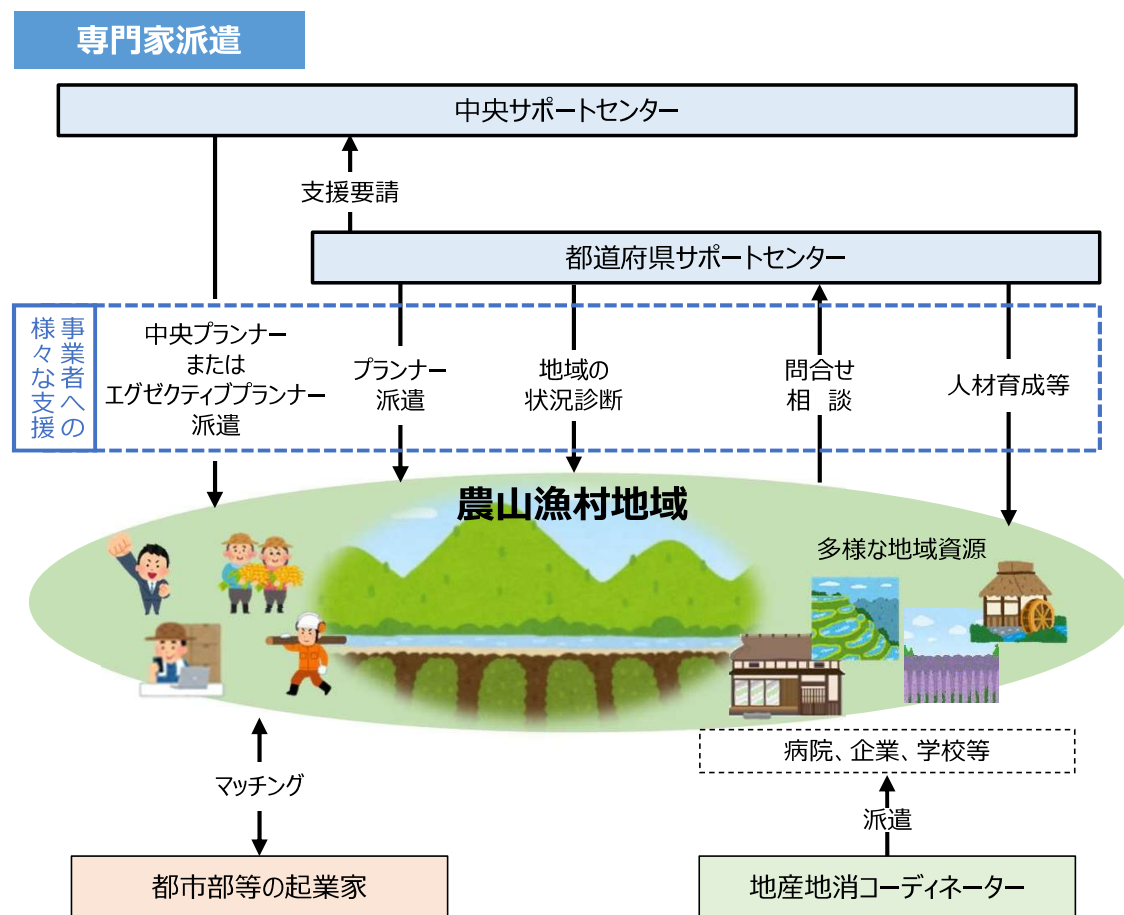 専門家派遣
中央サポートセンター
支援要請
都道府県サポートセンター
事業者への
様々な支援
中央プランナー
または
エグゼクティブプランナー
派遣
プランナー
派遣
地域の
状況診断
問合せ
相　談
人材育成等
農山漁村地域
多様な地域資源
病院、企業、学校等
マッチング
派遣
都市部等の起業家
地産地消コーディネーター